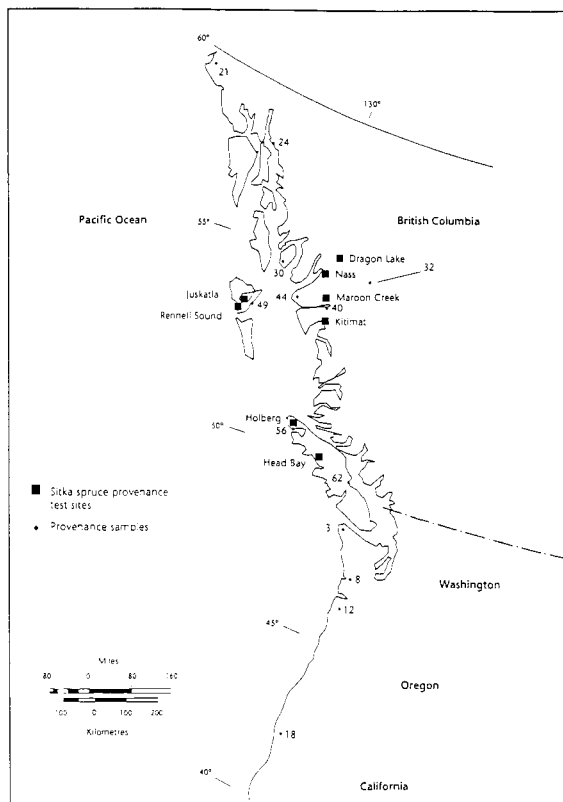 60°
21
130°
24
Pacific Ocean
55°
British Columbia
Dragon Lake
30
Nass
32
Juskatla
44
Maroon Creek
49
40
Rennell Sound
Kitimat
50°
Holberg
56
Head Bay
62
Sitka spruce provenance
test sites
Provenance samples
3
8
Washington
12
45°
Miles
80 0 80 160
Oregon
100 0 100 200
Kilometres
18
40°
California